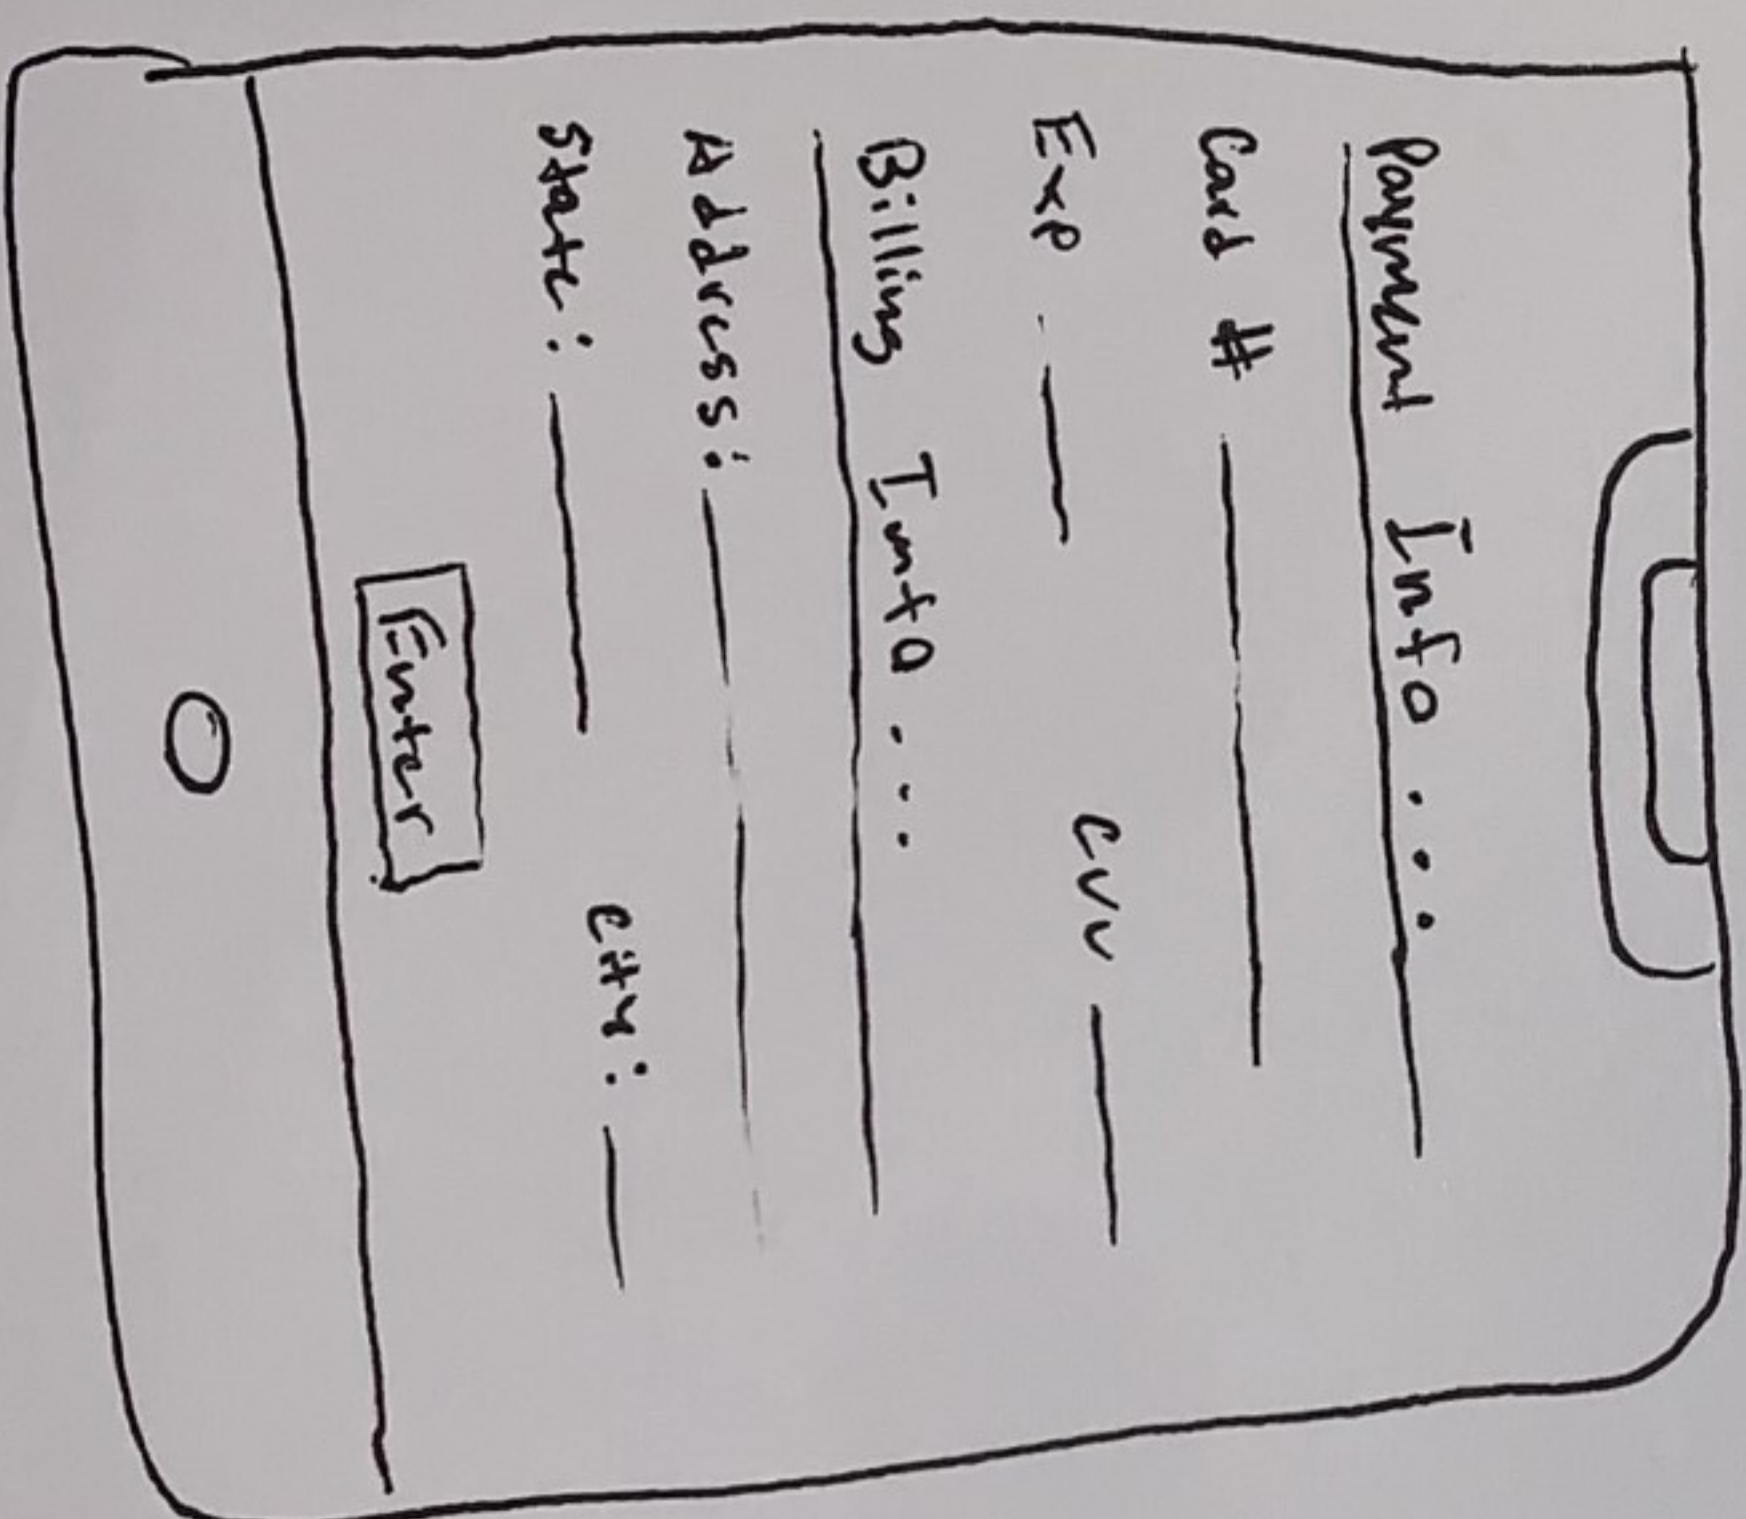 Payment Info...
Card #
Exp CVV
Billing Info...
Address:
State: City:
Enter